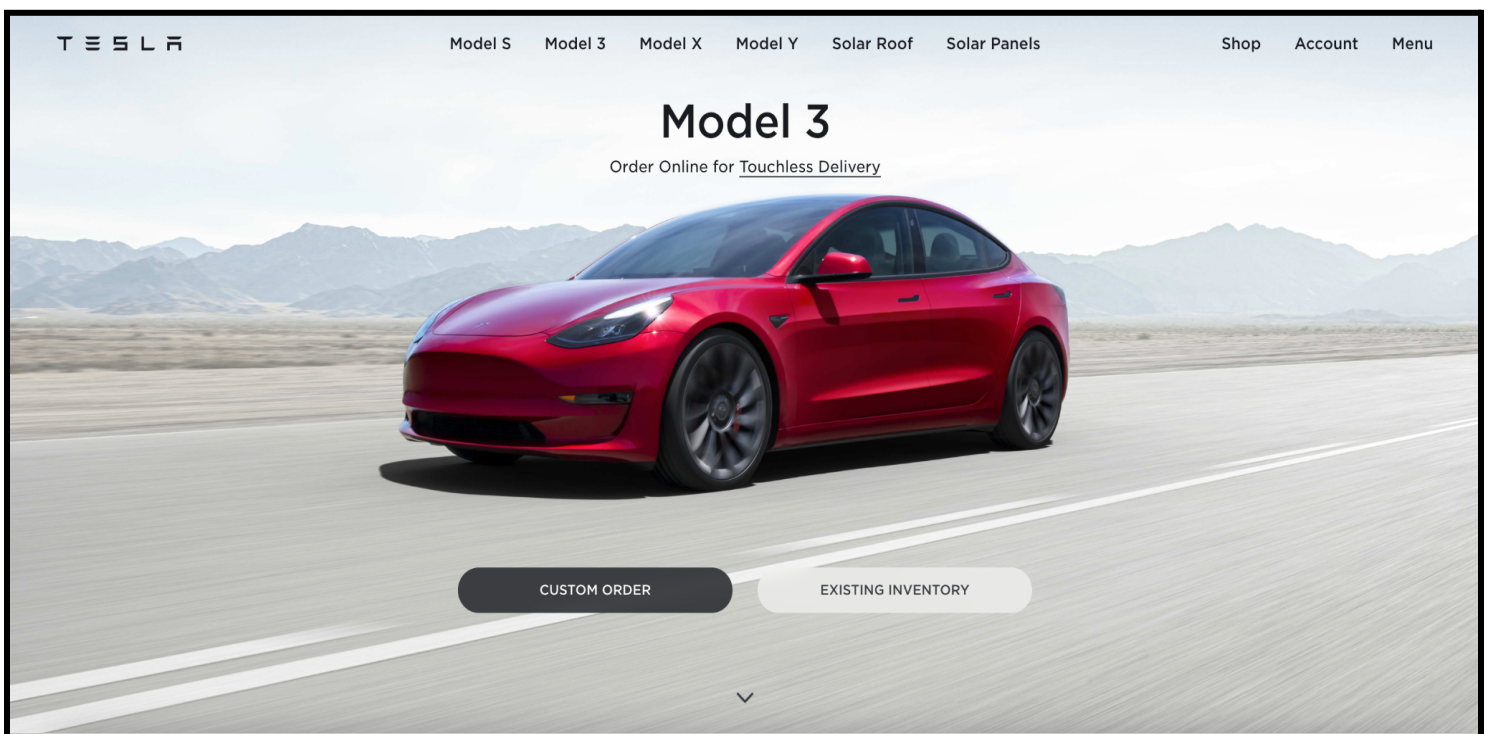 TESLA Model S Model 3 Model X Model Y Solar Roof Solar Panels Shop Account Menu
Model 3
Order Online for Touchless Delivery
CUSTOM ORDER EXISTING INVENTORY